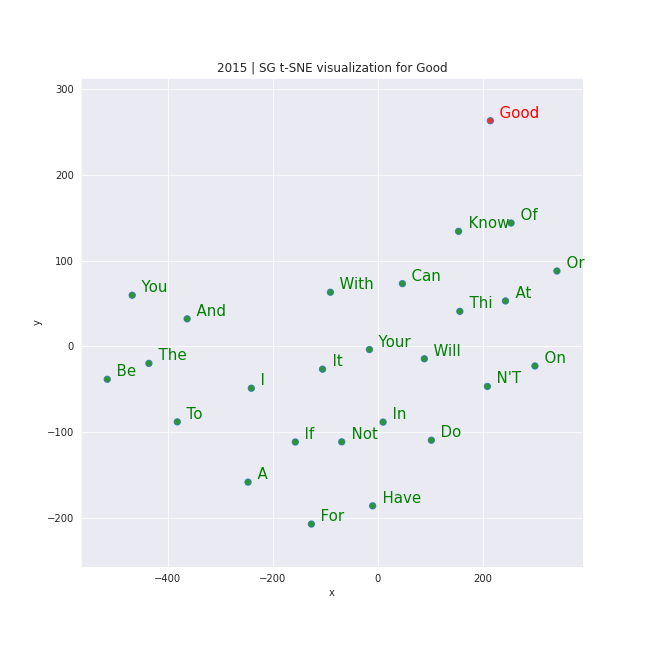 2015 | SG t-SNE visualization for Good
300
Good
200
Of
Know
Or
100
With
Can
You
At
Thi
And
0
Your
Will
The
It
On
Be
I
N'T
To
In
−100
If
Not
Do
A
Have
−200
For
−400
−200
0
200
x
y